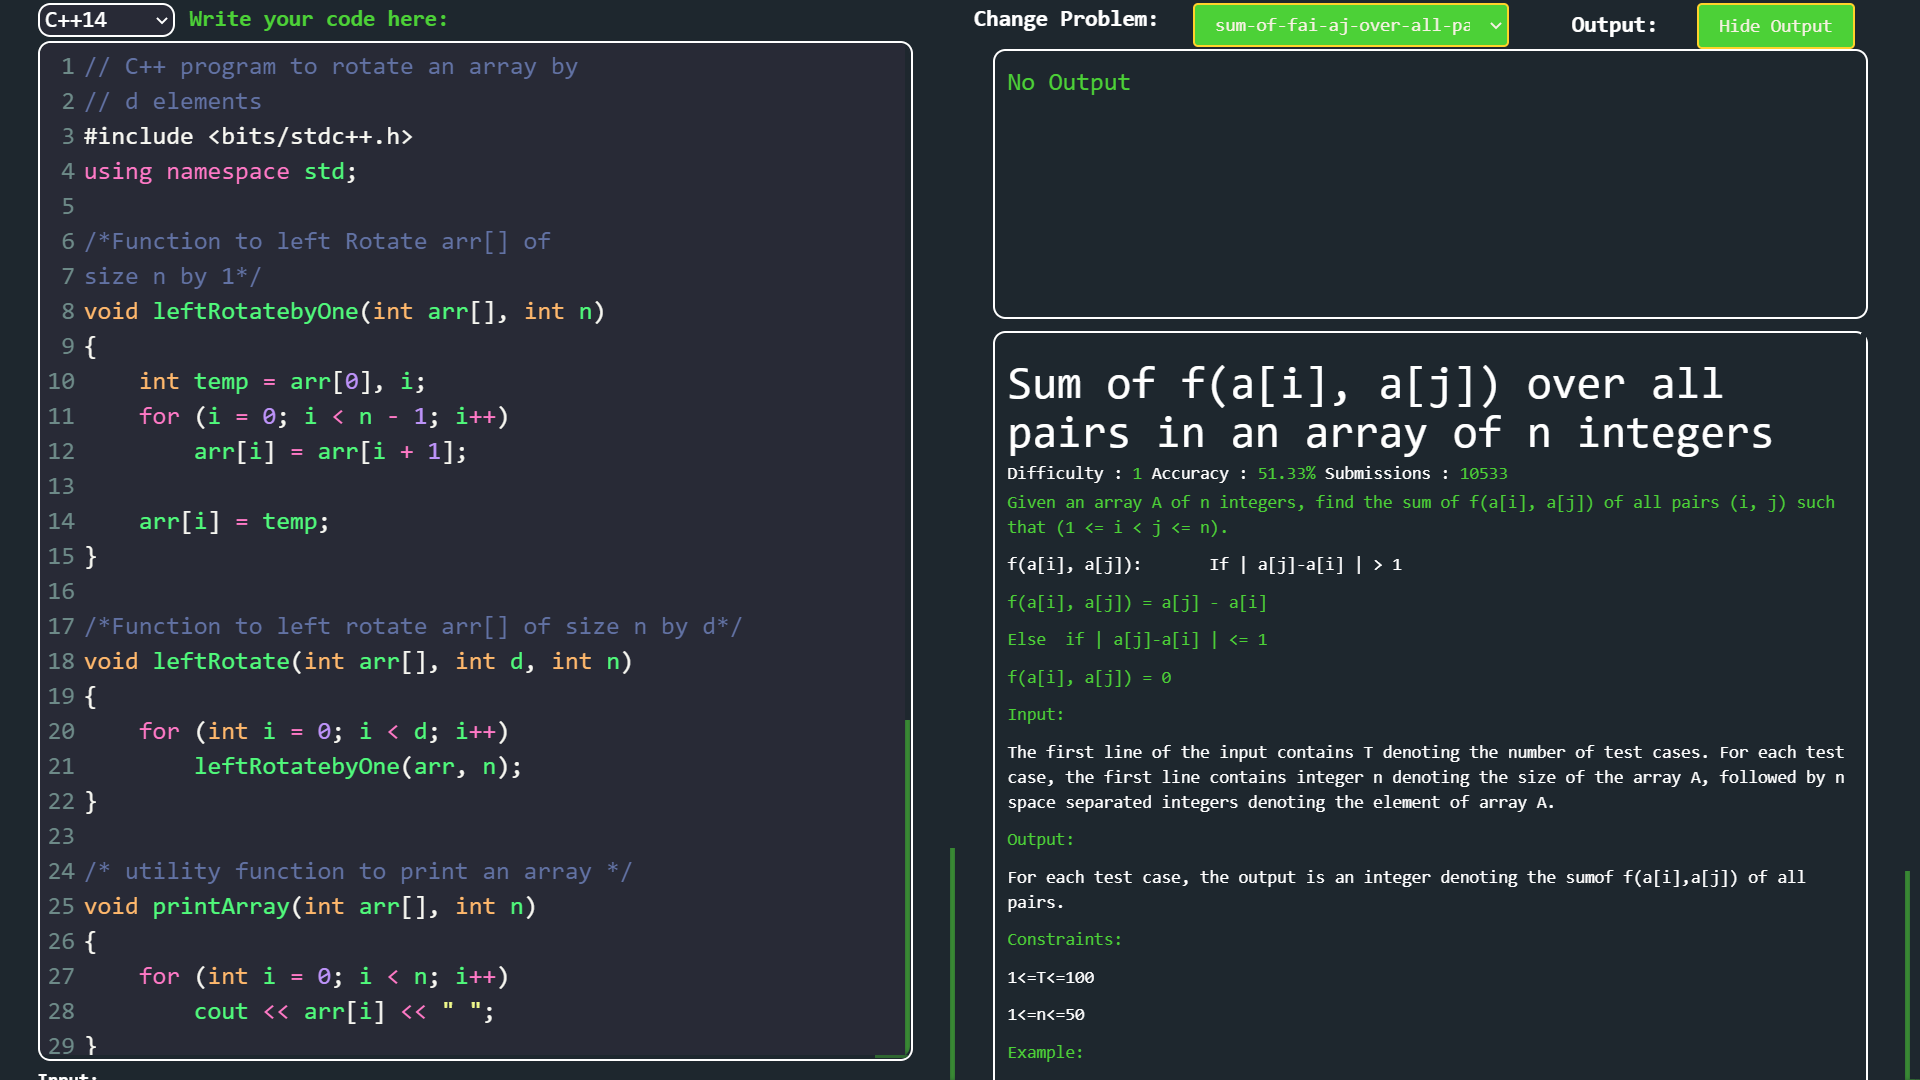 C++14
Write your code here:
1 // C++ program to rotate an array by
2 // d elements
3 #include <bits/stdc++.h>
4 using namespace std;
5
6 /*Function to left Rotate arr[] of
7 size n by 1*/
8 void leftRotatebyOne(int arr[], int n)
9 {
10     int temp = arr[0], i;
11     for (i = 0; i < n - 1; i++)
12         arr[i] = arr[i + 1];
13
14     arr[i] = temp;
15 }
16
17 /*Function to left rotate arr[] of size n by d*/
18 void leftRotate(int arr[], int d, int n)
19 {
20     for (int i = 0; i < d; i++)
21         leftRotatebyOne(arr, n);
22 }
23
24 /* utility function to print an array */
25 void printArray(int arr[], int n)
26 {
27     for (int i = 0; i < n; i++)
28         cout << arr[i] << " ";
29 }
Input:
Change Problem:
sum-of-fai-aj-over-all-pa
Output:
Hide Output
No Output
Sum of f(a[i], a[j]) over all
pairs in an array of n integers
Difficulty : 1 Accuracy : 51.33% Submissions : 10533
Given an array A of n integers, find the sum of f(a[i], a[j]) of all pairs (i, j) such
that (1 <= i < j <= n).
f(a[i], a[j]):       If | a[j]-a[i] | > 1
f(a[i], a[j]) = a[j] - a[i]
Else  if | a[j]-a[i] | <= 1
f(a[i], a[j]) = 0
Input:
The first line of the input contains T denoting the number of test cases. For each test
case, the first line contains integer n denoting the size of the array A, followed by n
space separated integers denoting the element of array A.
Output:
For each test case, the output is an integer denoting the sumof f(a[i],a[j]) of all
pairs.
Constraints:
1<=T<=100
1<=n<=50
Example: